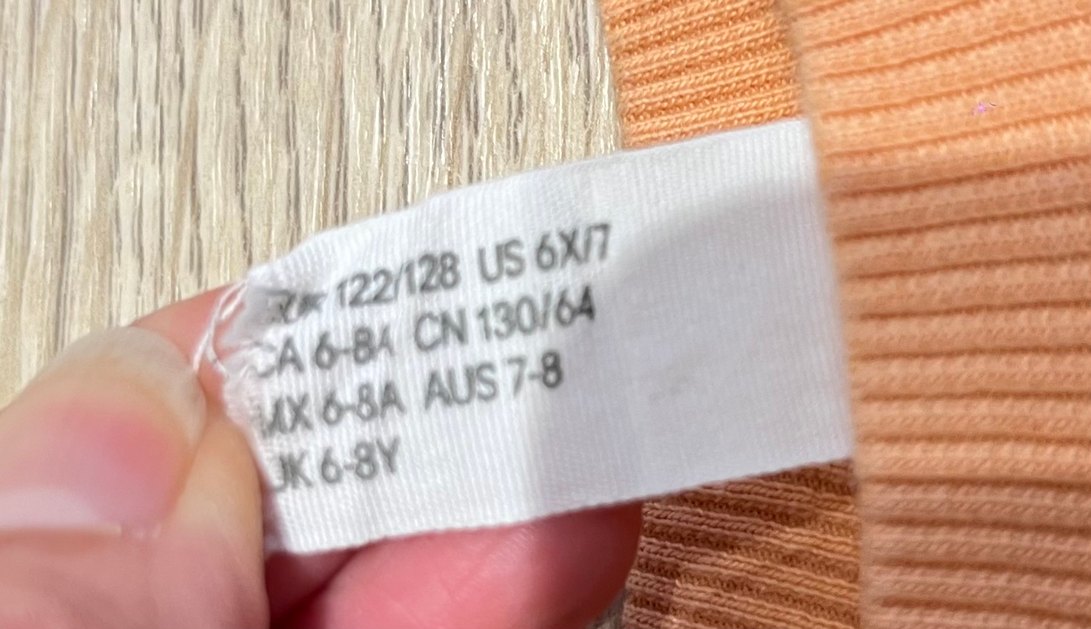 122/128 US 6X/7
CA 6-8A CN 130/64
MX 6-8A AUS 7-8
UK 6-8Y